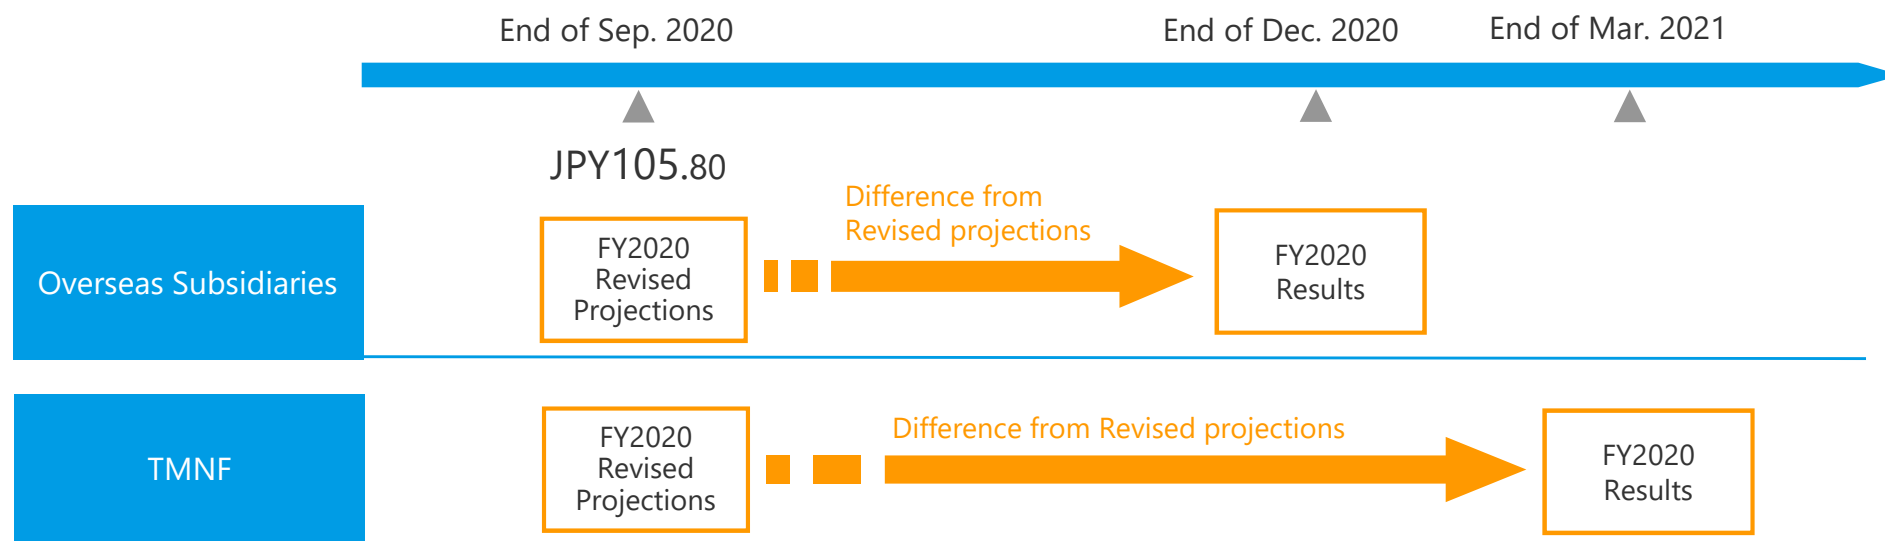 End of Sep. 2020
End of Dec. 2020
End of Mar. 2021
JPY105.80
Overseas Subsidiaries
FY2020
Revised
Projections
Difference from
Revised projections
FY2020
Results
TMNF
FY2020
Revised
Projections
Difference from Revised projections
FY2020
Results